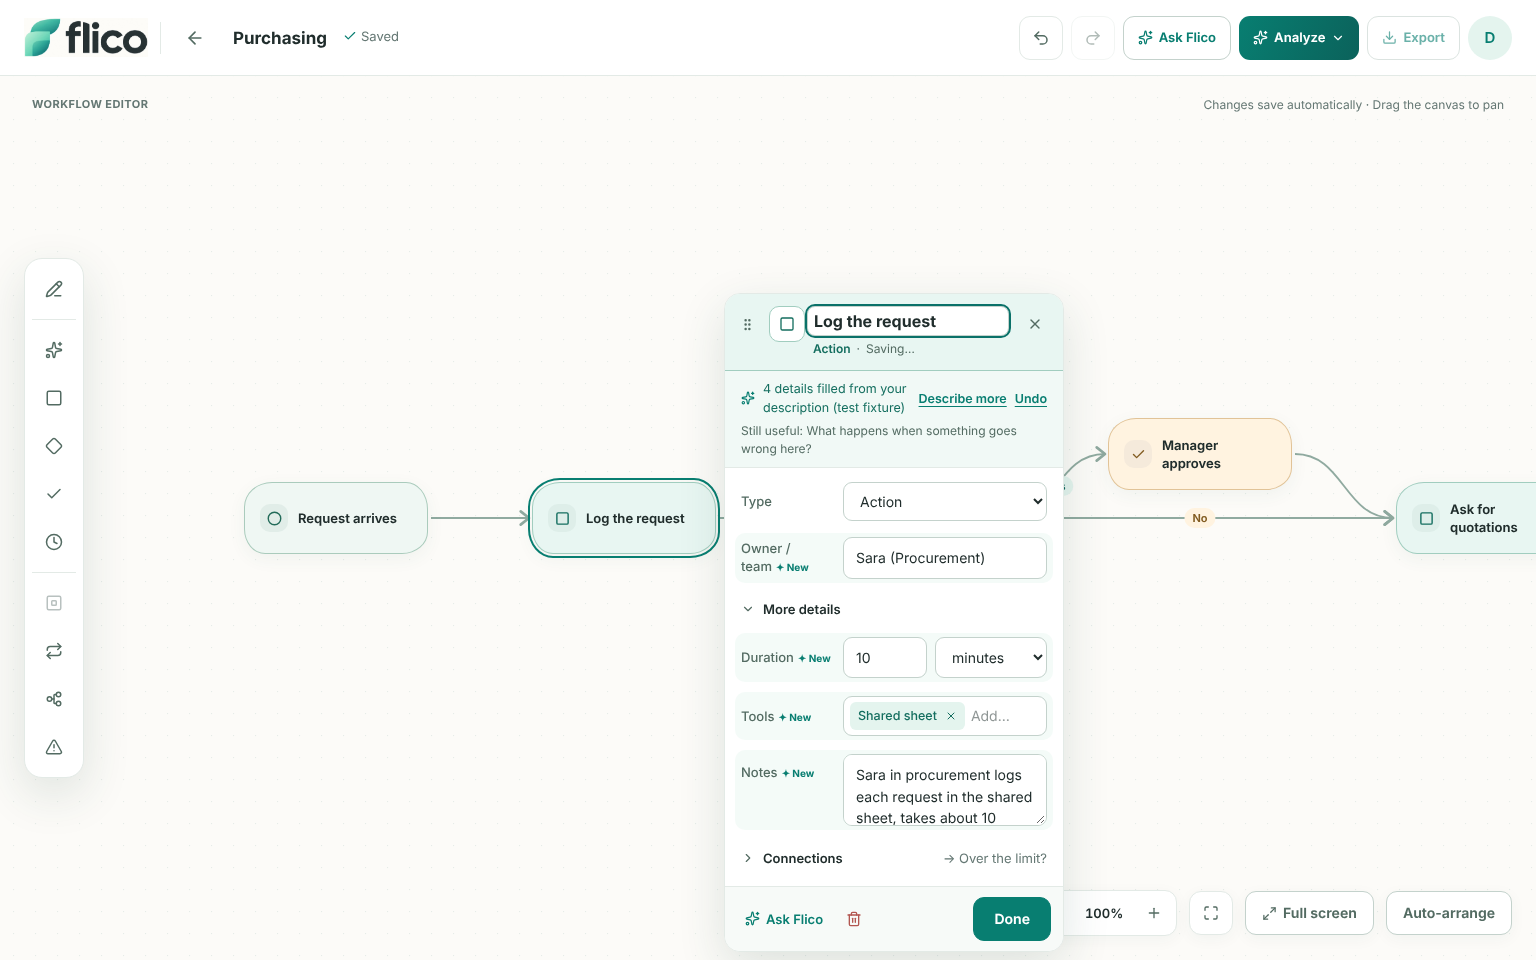 flico
Purchasing
Saved
Ask Flico
Analyze
Export
D
WORKFLOW EDITOR
Changes save automatically · Drag the canvas to pan
Log the request
Action · Saving...
4 details filled from your
description (test fixture)
Describe more
Undo
Still useful: What happens when something goes
wrong here?
Type
Action
Owner /
team New
Sara (Procurement)
More details
Duration New
10
minutes
Tools New
Shared sheet
Add...
Notes New
Sara in procurement logs
each request in the shared
sheet, takes about 10
Connections
→ Over the limit?
Ask Flico
Done
Request arrives
Log the request
Manager
approves
No
Ask for
quotations
100%
Full screen
Auto-arrange